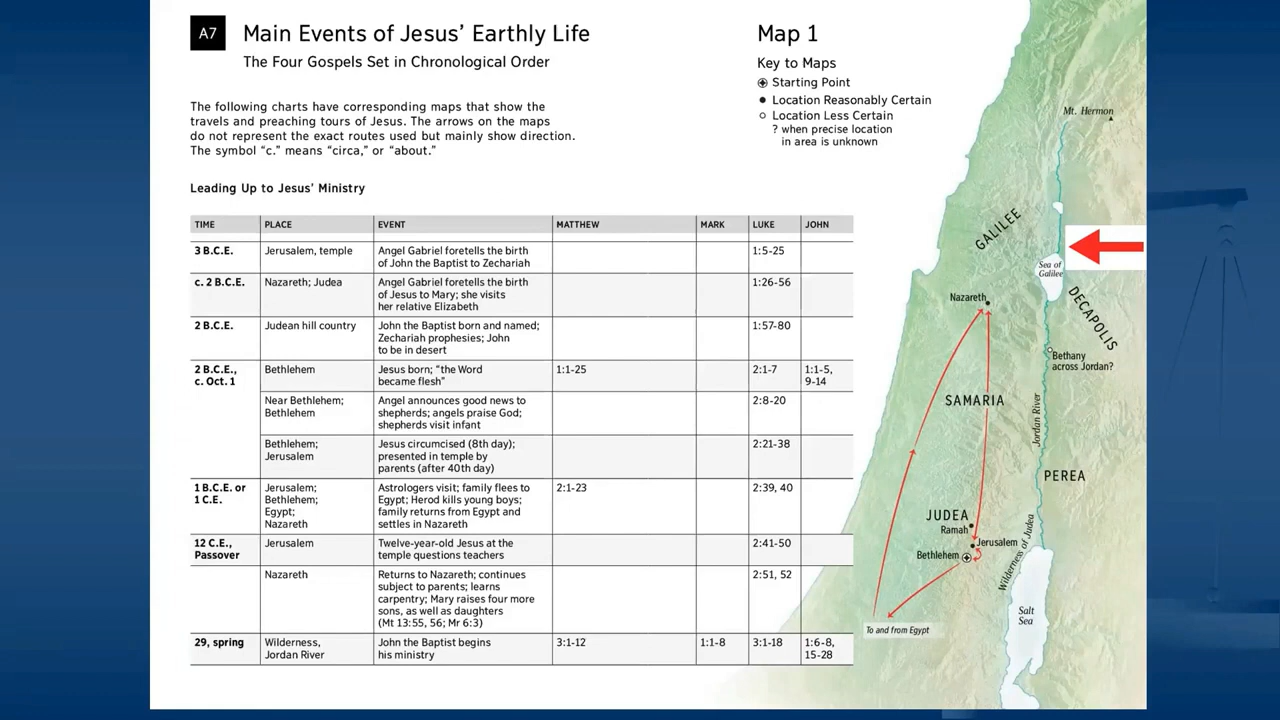 A7 Main Events of Jesus’ Earthly Life
The Four Gospels Set in Chronological Order
The following charts have corresponding maps that show the
travels and preaching tours of Jesus. The arrows on the maps
do not represent the exact routes used but mainly show direction.
The symbol “c.” means “circa,” or “about.”
Leading Up to Jesus’ Ministry
TIME PLACE EVENT MATTHEW MARK LUKE JOHN
3 B.C.E. Jerusalem, temple Angel Gabriel foretells the birth 1:5-25
of John the Baptist to Zechariah
c. 2 B.C.E. Nazareth; Judea Angel Gabriel foretells the birth 1:26-56
of Jesus to Mary; she visits
her relative Elizabeth
2 B.C.E. Judean hill country John the Baptist born and named; 1:57-80
Zechariah prophesies; John
to be in desert
2 B.C.E., Bethlehem Jesus born; “the Word 1:1-25 2:1-7 1:1-5,
c. Oct. 1 became flesh” 9-14
Near Bethlehem; Angel announces good news to 2:8-20
Bethlehem shepherds; angels praise God;
shepherds visit infant
Bethlehem; Jesus circumcised (8th day); 2:21-38
Jerusalem presented in temple by
parents (after 40th day)
1 B.C.E. or Jerusalem; Astrologers visit; family flees to 2:1-23 2:39, 40
1 C.E. Bethlehem; Egypt; Herod kills young boys;
Egypt; family returns from Egypt and
Nazareth settles in Nazareth
12 C.E., Jerusalem Twelve-year-old Jesus at the 2:41-50
Passover temple questions teachers
Nazareth Returns to Nazareth; continues 2:51, 52
subject to parents; learns
carpentry; Mary raises four more
sons, as well as daughters
(Mt 13:55, 56; Mr 6:3)
29, spring Wilderness, John the Baptist begins 3:1-12 1:1-8 3:1-18 1:6-8,
Jordan River his ministry 15-28
Map 1
Key to Maps
Starting Point
Location Reasonably Certain
Location Less Certain
? when precise location
in area is unknown
Mt. Hermon
GALILEE
Sea of
Galilee
Nazareth
DECAPOLIS
Bethany
across Jordan?
SAMARIA
Jordan River
PEREA
JUDEA
Ramah
Jerusalem
Bethlehem
Wilderness of Judea
Salt
Sea
To and from Egypt